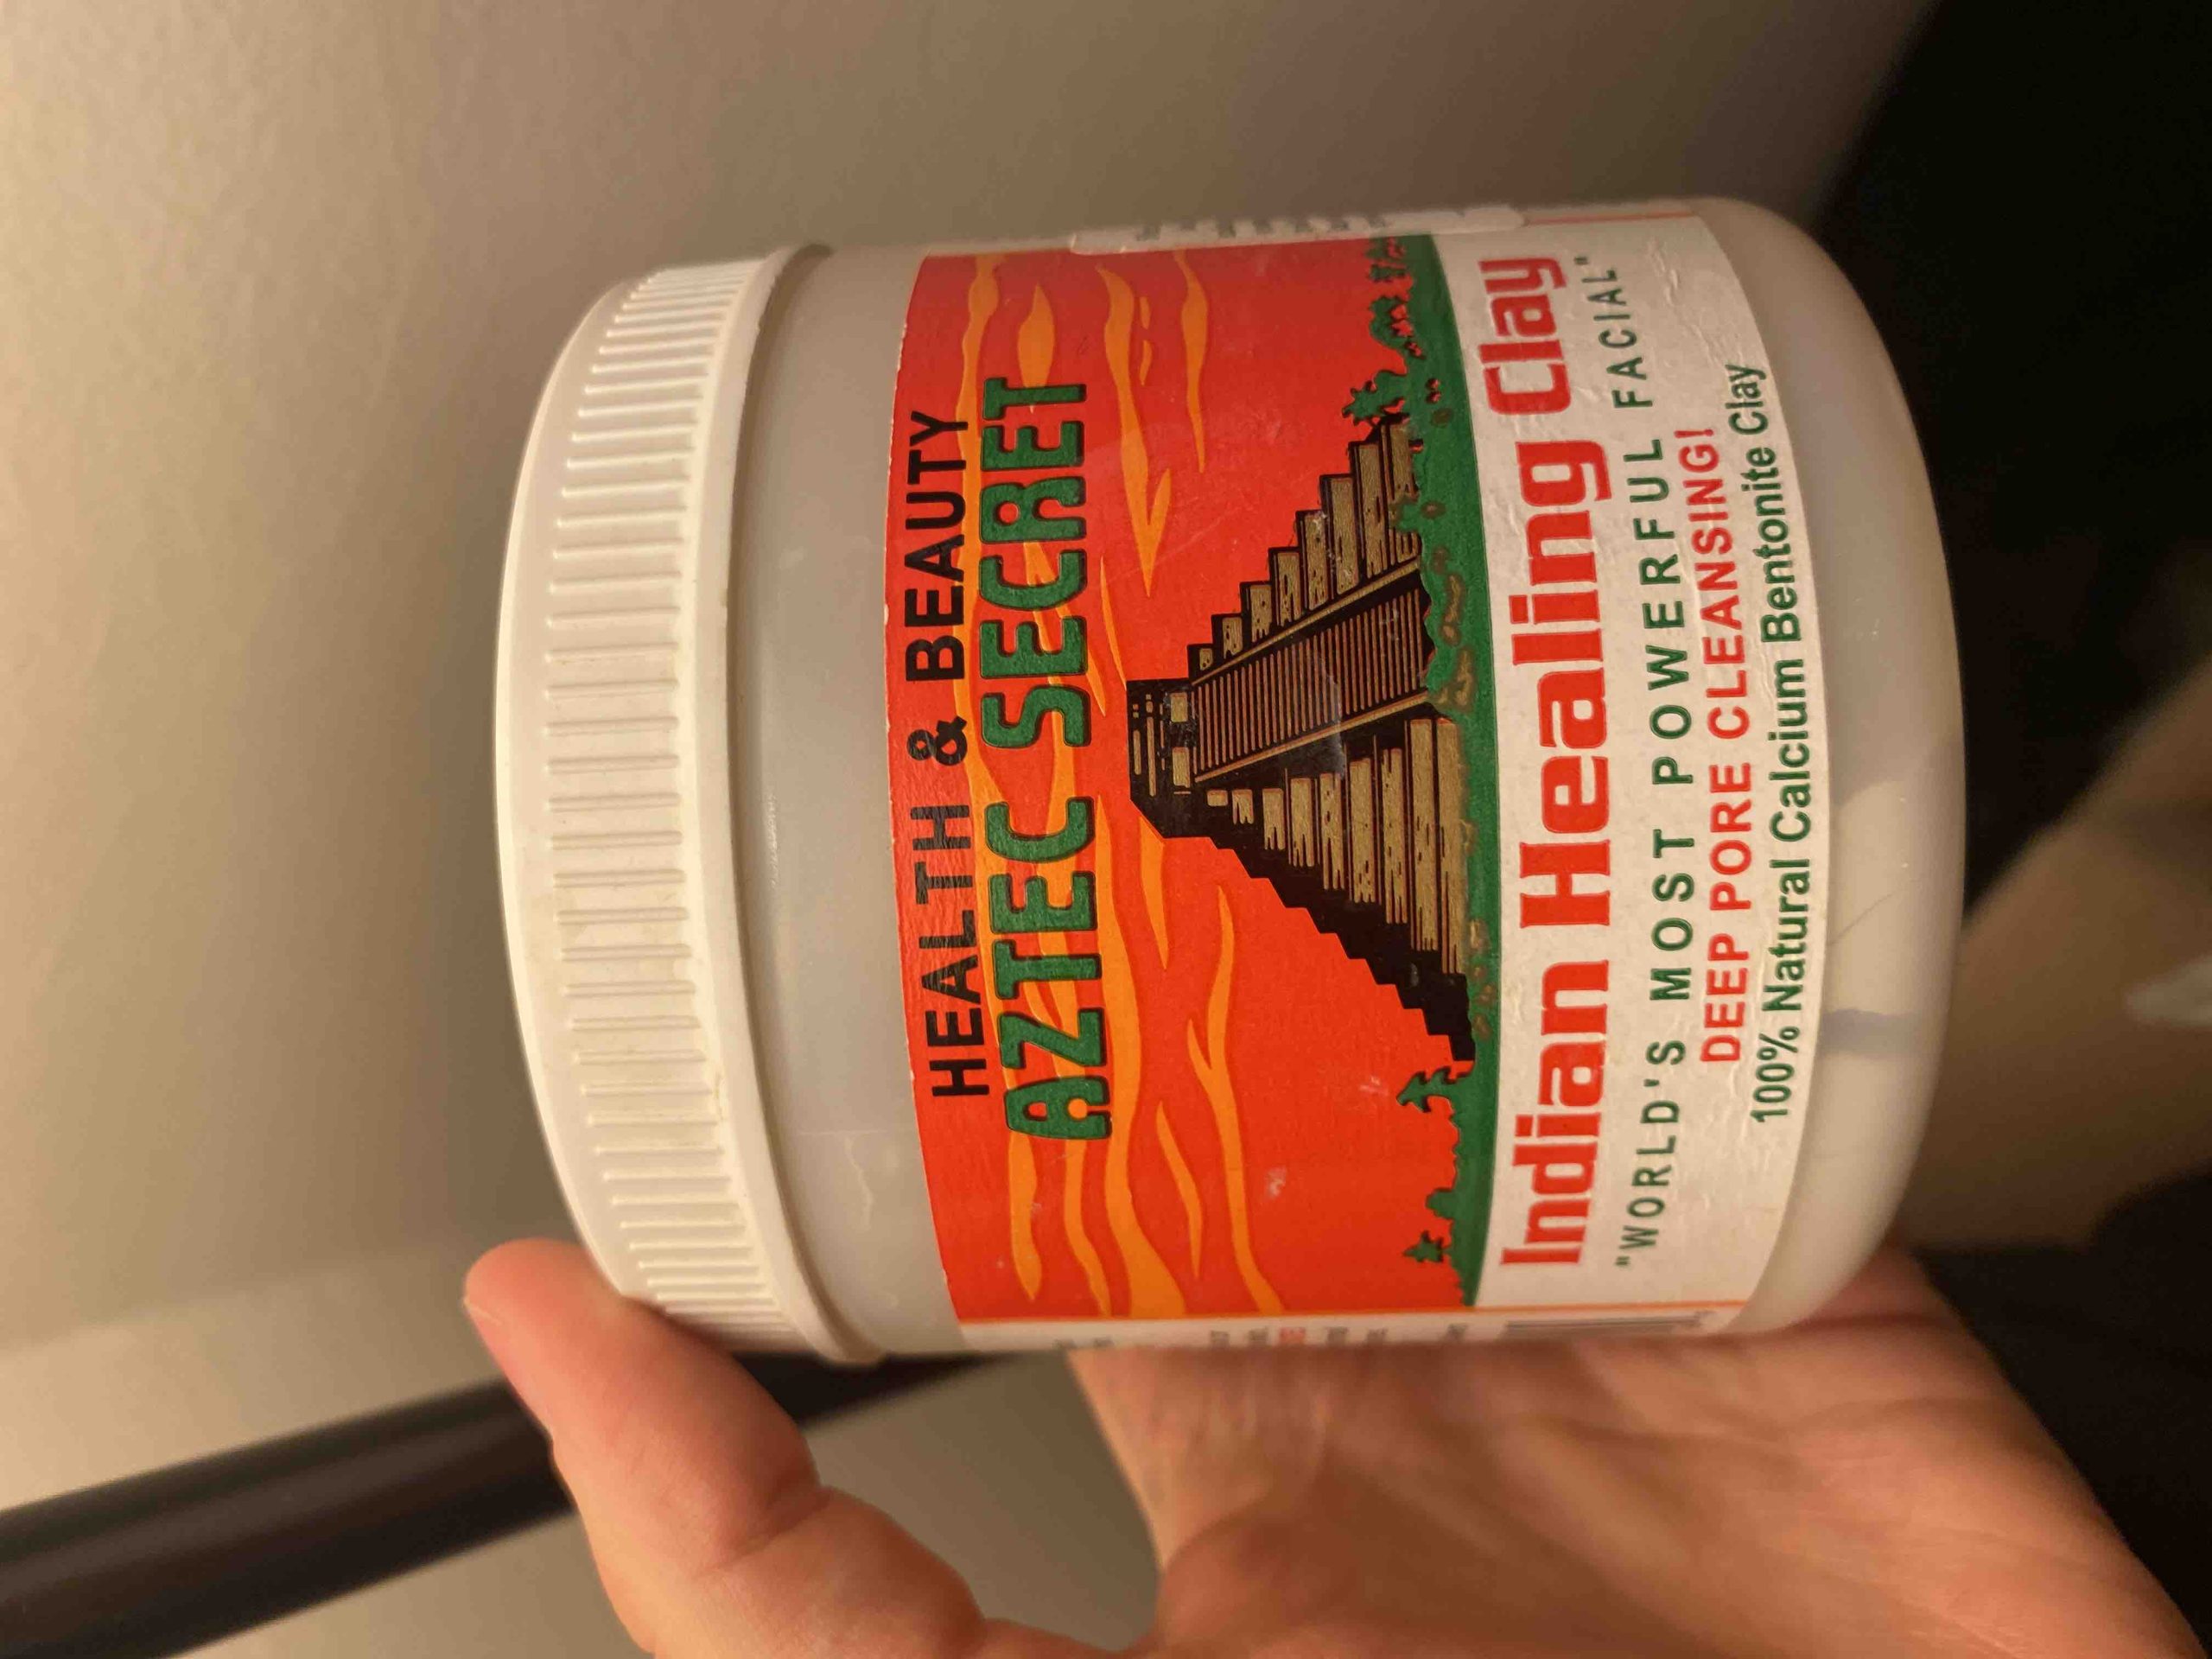 HEALTH & BEAUTY
AZTEC SECRET
Indian Healing Clay
"WORLD'S MOST POWERFUL FACIAL"
DEEP PORE CLEANSING!
100% Natural Calcium Bentonite Clay